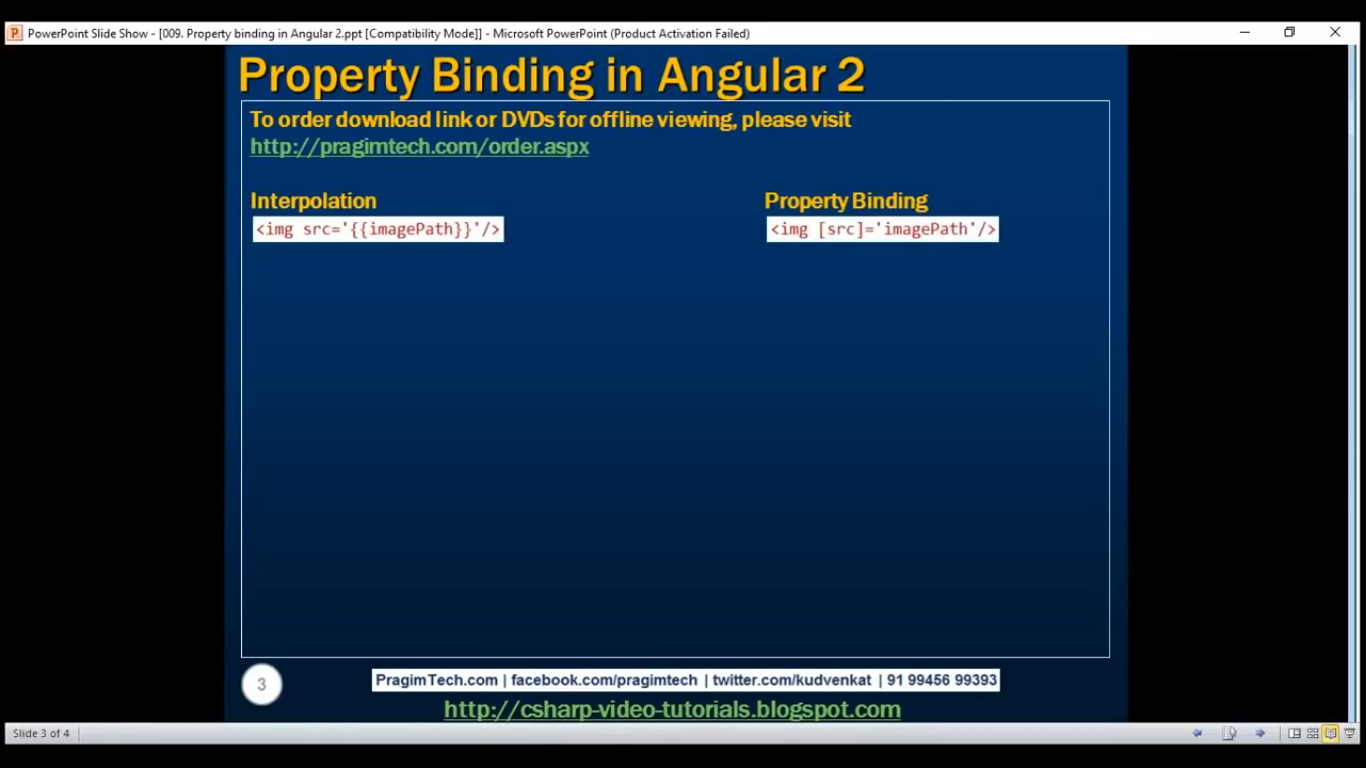 PowerPoint Slide Show - [009. Property binding in Angular 2.ppt [Compatibility Mode]] - Microsoft PowerPoint (Product Activation Failed)
Property Binding in Angular 2
To order download link or DVDs for offline viewing, please visit
http://pragimtech.com/order.aspx
Interpolation
Property Binding
<img src='{{imagePath}}'/>
<img [src]='imagePath'/>
3
PragimTech.com | facebook.com/pragimtech | twitter.com/kudvenkat | 91 99456 99393
http://csharp-video-tutorials.blogspot.com
Slide 3 of 4